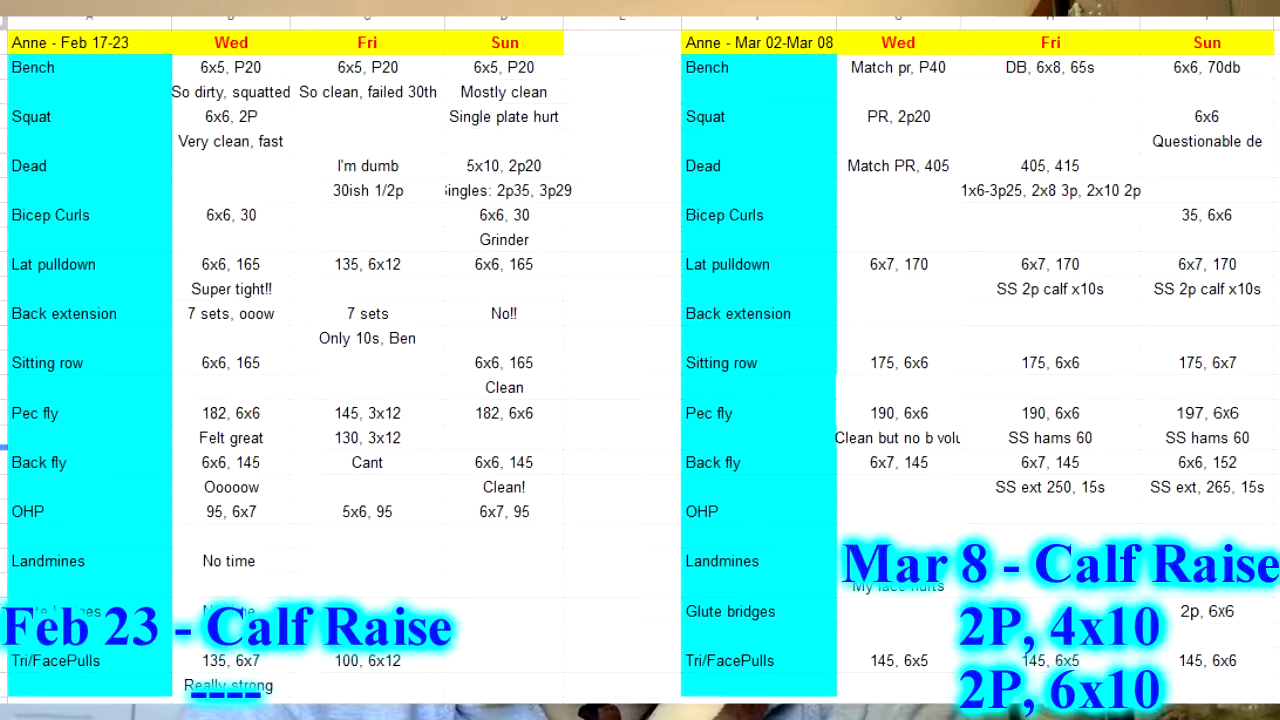 Anne - Feb 17-23 Wed Fri Sun
Bench 6x5, P20 6x5, P20 6x5, P20
So dirty, squatted So clean, failed 30th Mostly clean
Squat 6x6, 2P Single plate hurt
Very clean, fast
Dead I'm dumb 5x10, 2p20
30ish 1/2p singles: 2p35, 3p29
Bicep Curls 6x6, 30 6x6, 30
Grinder
Lat pulldown 6x6, 165 135, 6x12 6x6, 165
Super tight!!
Back extension 7 sets, ooow 7 sets No!!
Only 10s, Ben
Sitting row 6x6, 165 6x6, 165
Clean
Pec fly 182, 6x6 145, 3x12 182, 6x6
Felt great 130, 3x12
Back fly 6x6, 145 Cant 6x6, 145
Ooooow Clean!
OHP 95, 6x7 5x6, 95 6x7, 95
Landmines No time
Feb 23 - Calf Raise
Tri/FacePulls 135, 6x7 100, 6x12
Really strong
----
Anne - Mar 02-Mar 08 Wed Fri Sun
Bench Match pr, P40 DB, 6x8, 65s 6x6, 70db
Squat PR, 2p20 6x6
Questionable de
Dead Match PR, 405 405, 415
1x6-3p25, 2x8 3p, 2x10 2p
Bicep Curls 35, 6x6
Lat pulldown 6x7, 170 6x7, 170 6x7, 170
SS 2p calf x10s SS 2p calf x10s
Back extension
Sitting row 175, 6x6 175, 6x6 175, 6x7
Pec fly 190, 6x6 190, 6x6 197, 6x6
Clean but no b volu SS hams 60 SS hams 60
Back fly 6x7, 145 6x7, 145 6x6, 152
SS ext 250, 15s SS ext, 265, 15s
OHP
Landmines
Mar 8 - Calf Raise
My face hurts
Glute bridges 2p, 6x6
2P, 4x10
Tri/FacePulls 145, 6x5 145, 6x5 145, 6x6
2P, 6x10